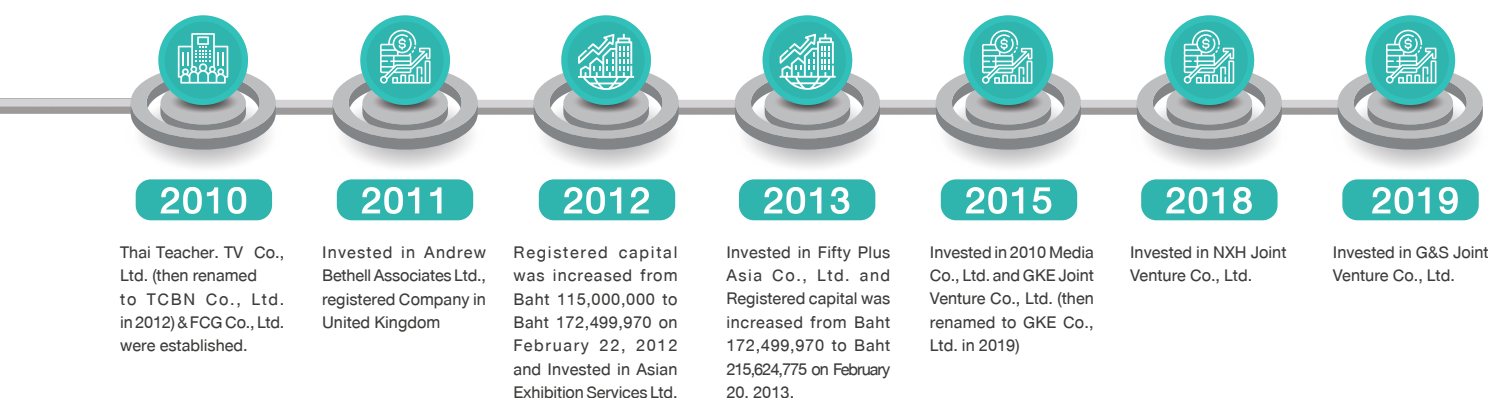 2010
Thai Teacher. TV Co.,
Ltd. (then renamed
to TCBN Co., Ltd.
in 2012) & FCG Co., Ltd.
were established.
2011
Invested in Andrew
Bethell Associates Ltd.,
registered Company in
United Kingdom
2012
Registered capital
was increased from
Baht 115,000,000 to
Baht 172,499,970 on
February 22, 2012
and Invested in Asian
Exhibition Services Ltd.
2013
Invested in Fifty Plus
Asia Co., Ltd. and
Registered capital was
increased from Baht
172,499,970 to Baht
215,624,775 on February
20, 2013.
2015
Invested in 2010 Media
Co., Ltd. and GKE Joint
Venture Co., Ltd. (then
renamed to GKE Co.,
Ltd. in 2019)
2018
Invested in NXH Joint
Venture Co., Ltd.
2019
Invested in G&S Joint
Venture Co., Ltd.